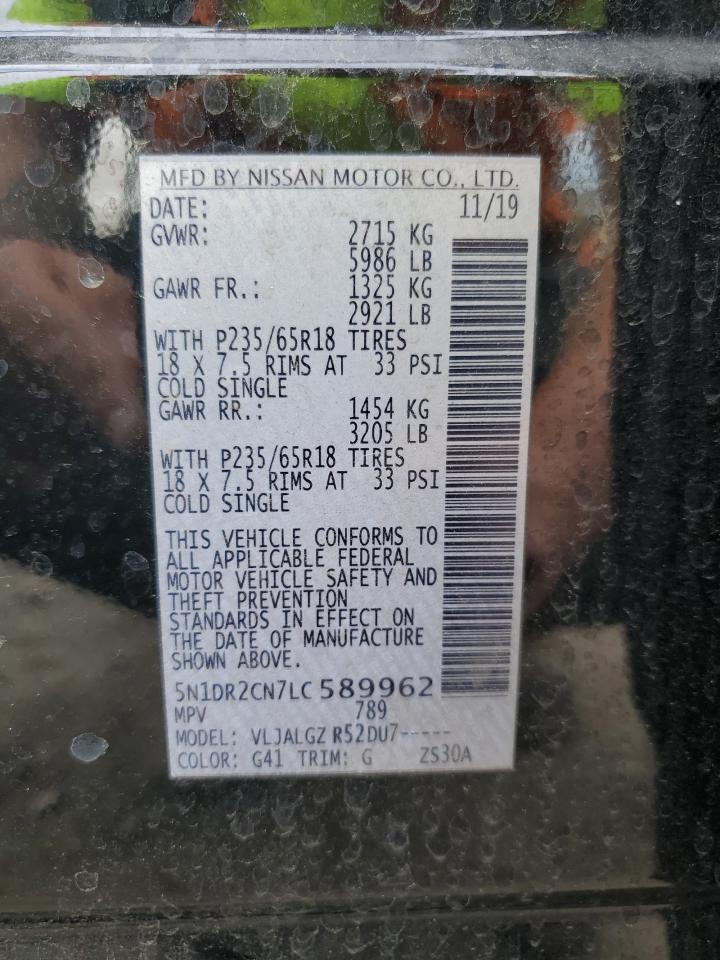 MFD BY NISSAN MOTOR CO., LTD.
DATE: 11/19
GVWR: 2715 KG
5986 LB
GAWR FR.: 1325 KG
2921 LB
WITH P235/65R18 TIRES
18 X 7.5 RIMS AT 33 PSI
COLD SINGLE
GAWR RR.: 1454 KG
3205 LB
WITH P235/65R18 TIRES
18 X 7.5 RIMS AT 33 PSI
COLD SINGLE
THIS VEHICLE CONFORMS TO
ALL APPLICABLE FEDERAL
MOTOR VEHICLE SAFETY AND
THEFT PREVENTION
STANDARDS IN EFFECT ON
THE DATE OF MANUFACTURE
SHOWN ABOVE.
5N1DR2CN7LC 589962
MPV 789
MODEL: VLJALGZ R52DU7-----
COLOR: G41 TRIM: G ZS30A